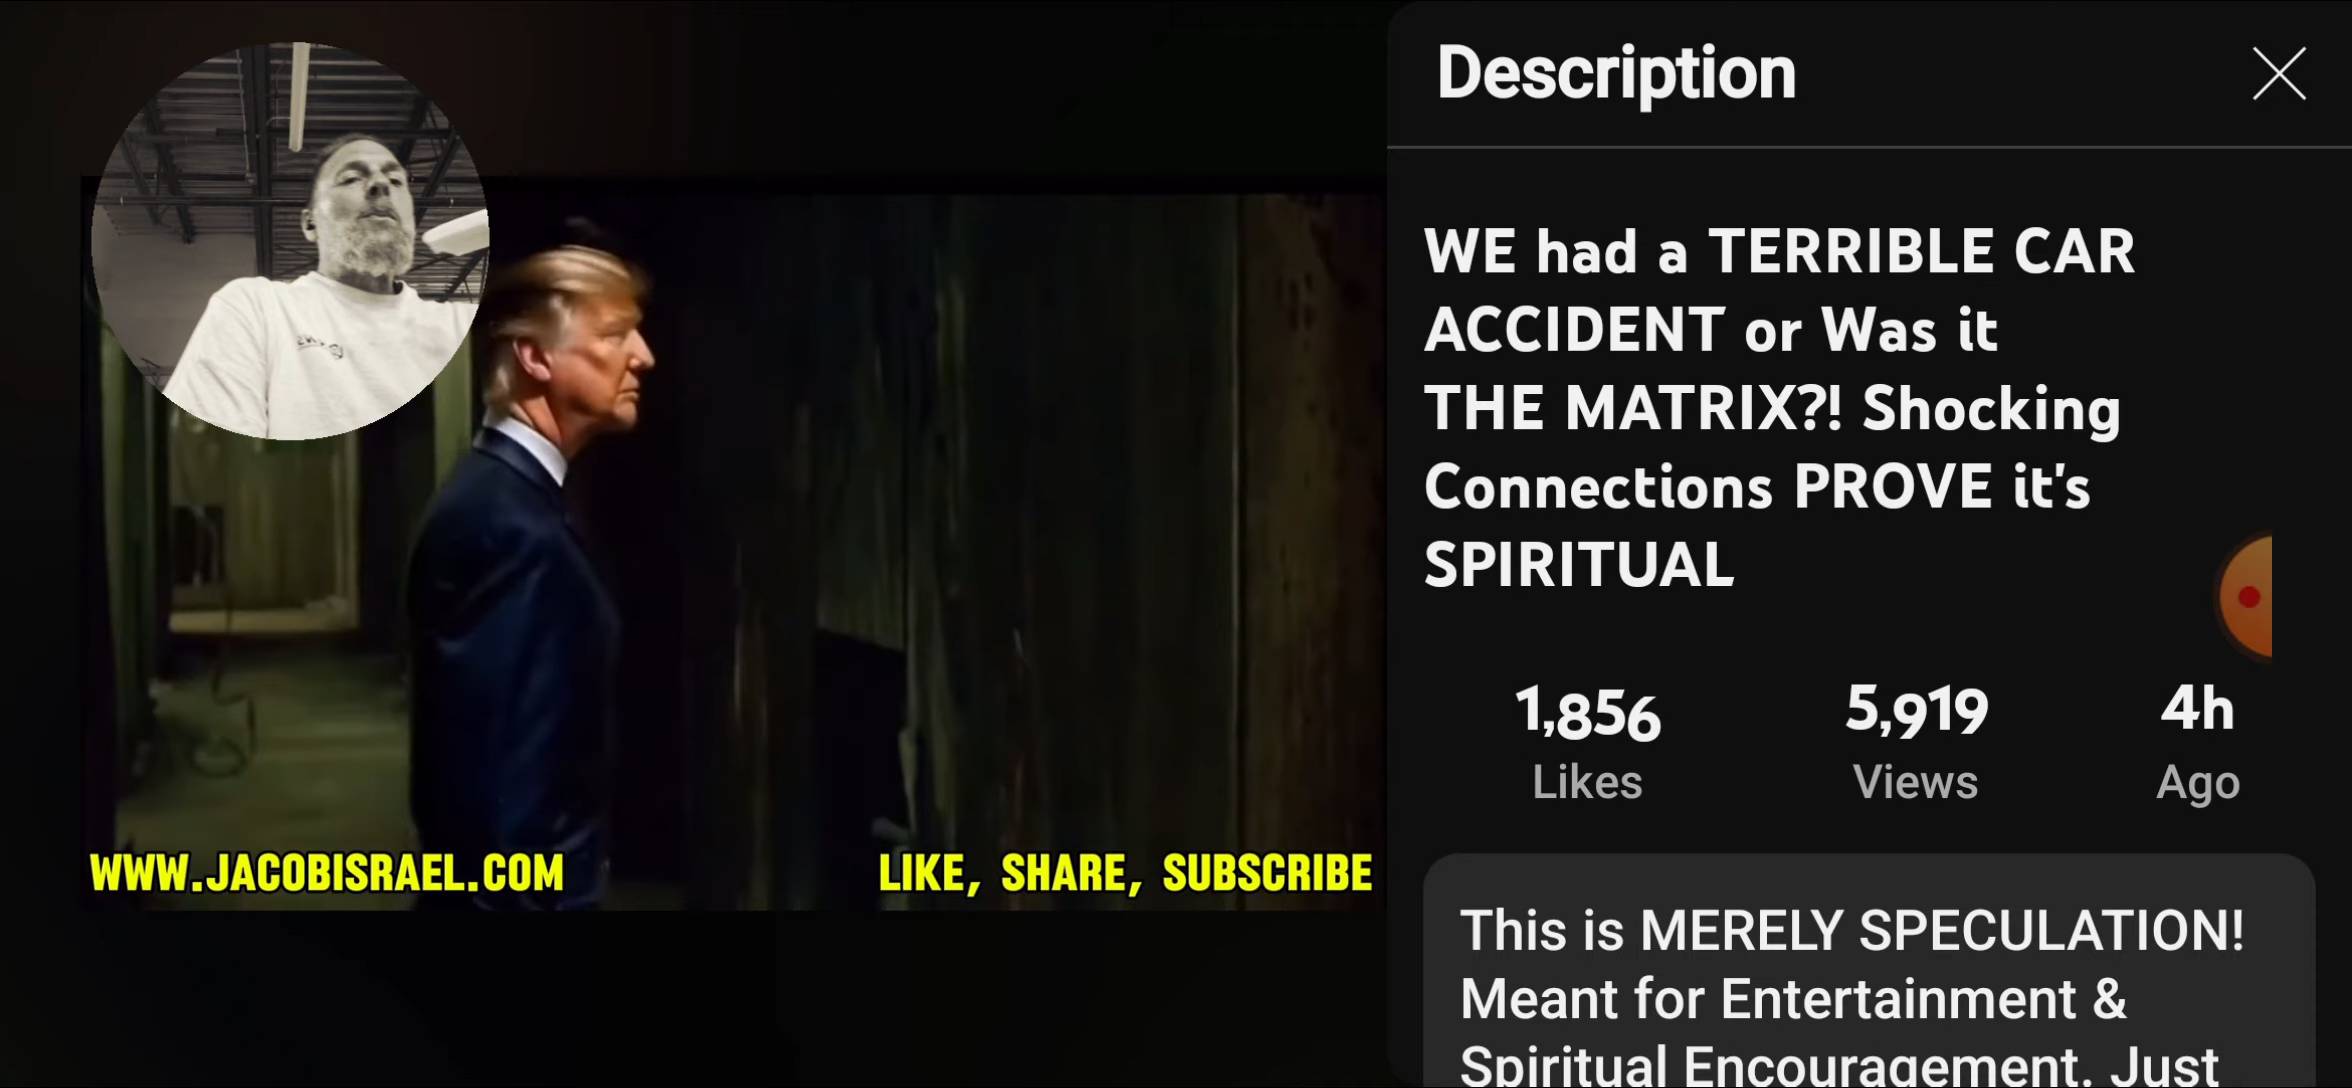 Description
WE had a TERRIBLE CAR
ACCIDENT or Was it
THE MATRIX?! Shocking
Connections PROVE it's
SPIRITUAL
1,856
5,919
4h
Likes
Views
Ago
WWW.JACOBISRAEL.COM
LIKE, SHARE, SUBSCRIBE
This is MERELY SPECULATION!
Meant for Entertainment &
Spiritual Encouragement. Just